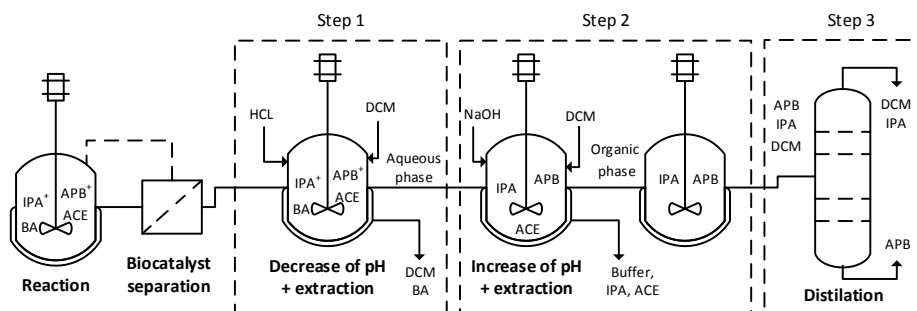 Step 1
Step 2
Step 3
HCL
DCM
NaOH
DCM
APB
IPA
DCM
DCM
IPA
Aqueous
phase
Organic
phase
IPA+
APB+
BA
ACE
IPA+
APB+
BA
ACE
IPA
APB
ACE
IPA
APB
Reaction
Biocatalyst
separation
Decrease of pH
+ extraction
DCM
BA
Increase of pH
+ extraction
Buffer,
IPA, ACE
APB
Distilation